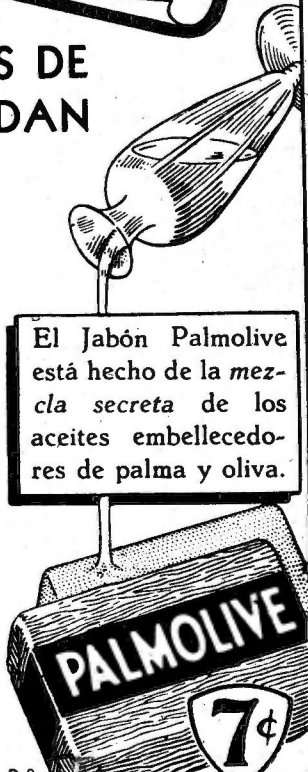 S DE
DAN
El Jabón Palmolive
está hecho de la mez-
cla secreta de los
aceites embellecedo-
res de palma y oliva.
PALMOLIVE
7¢